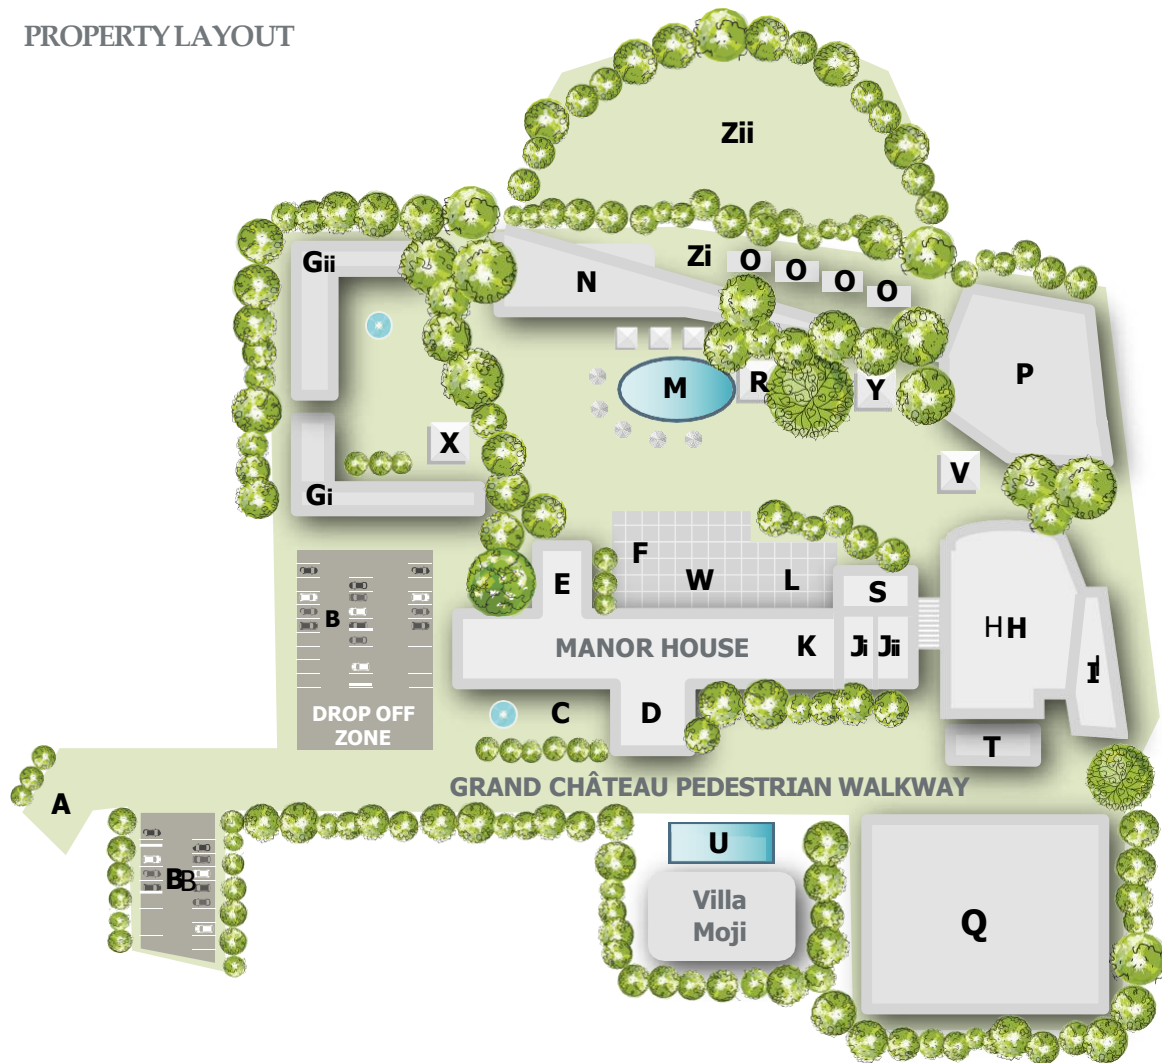 PROPERTY LAYOUT
Zii
Gii
N
Zi
O
O
O
O
P
M
R
Y
X
V
Gi
F
W
L
E
S
B
MANOR HOUSE
K
Ji
Jii
HH
I
DROP OFF
ZONE
C
D
T
GRAND CHÂTEAU PEDESTRIAN WALKWAY
A
U
BB
Villa
Moji
Q